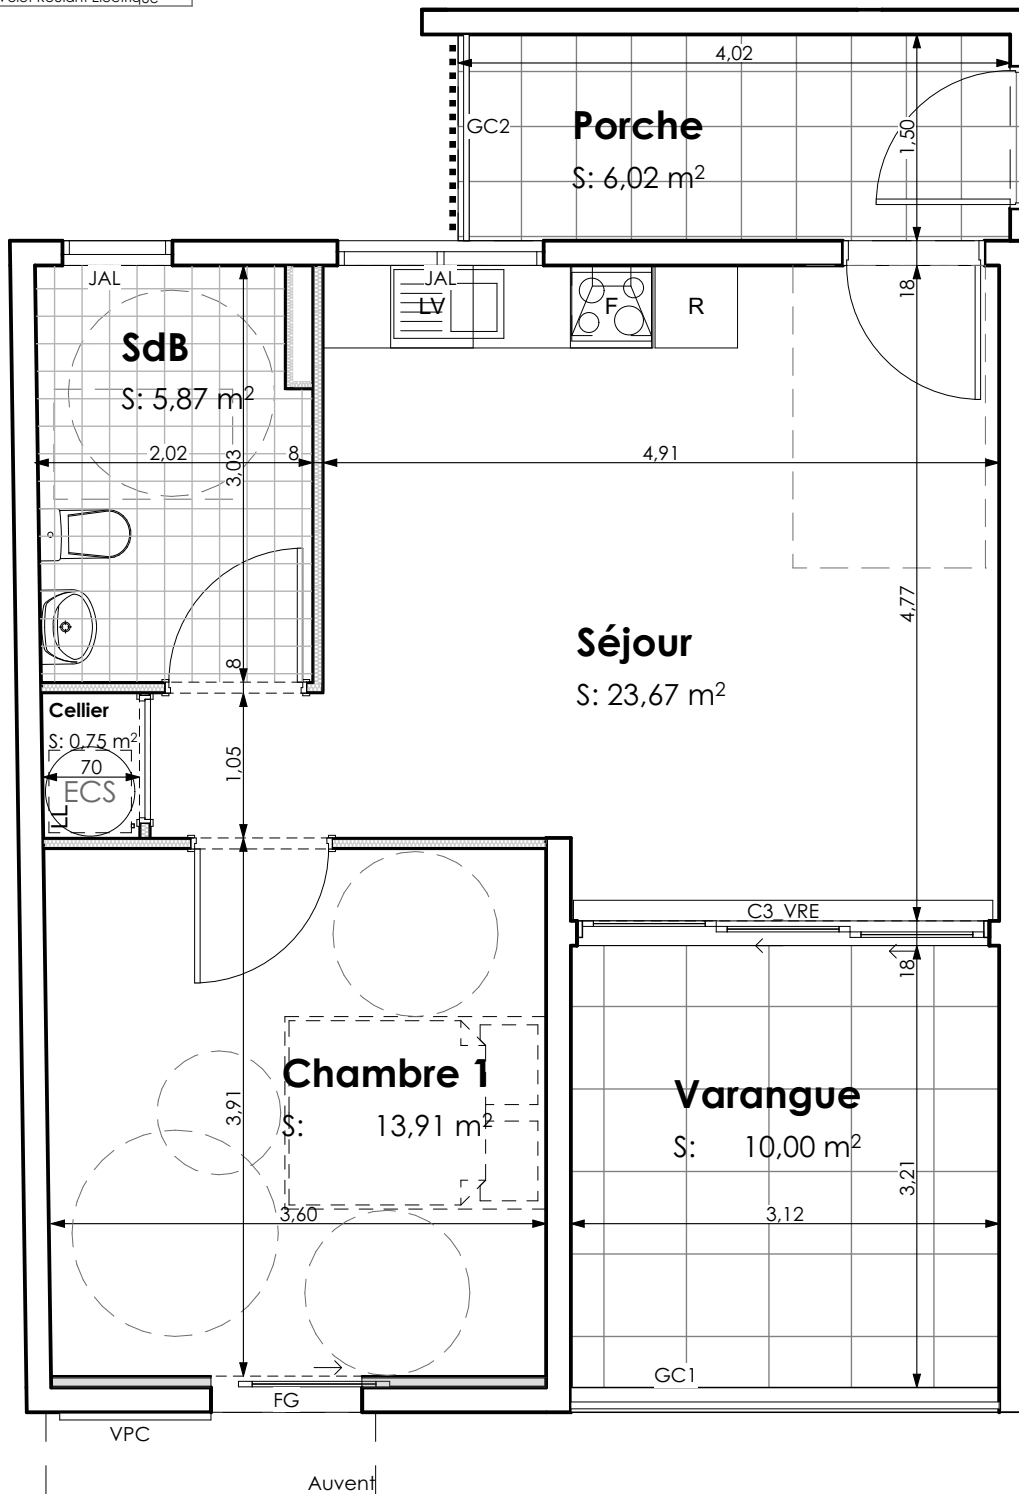 Volet Roulant Electrique
4,02
GC2
Porche
1,50
S: 6,02 m²
JAL
JAL
18
LV
F
R
SdB
S: 5,87 m²
2,02
3,03
8
4,91
4,77
Séjour
S: 23,67 m²
8
Cellier
S: 0,75 m²
70
ECS
LL
1,05
C3_VRE
18
Chambre 1
S: 13,91 m²
3,91
Varangue
S: 10,00 m²
3,21
3,60
3,12
GC1
FG
VPC
Auvent